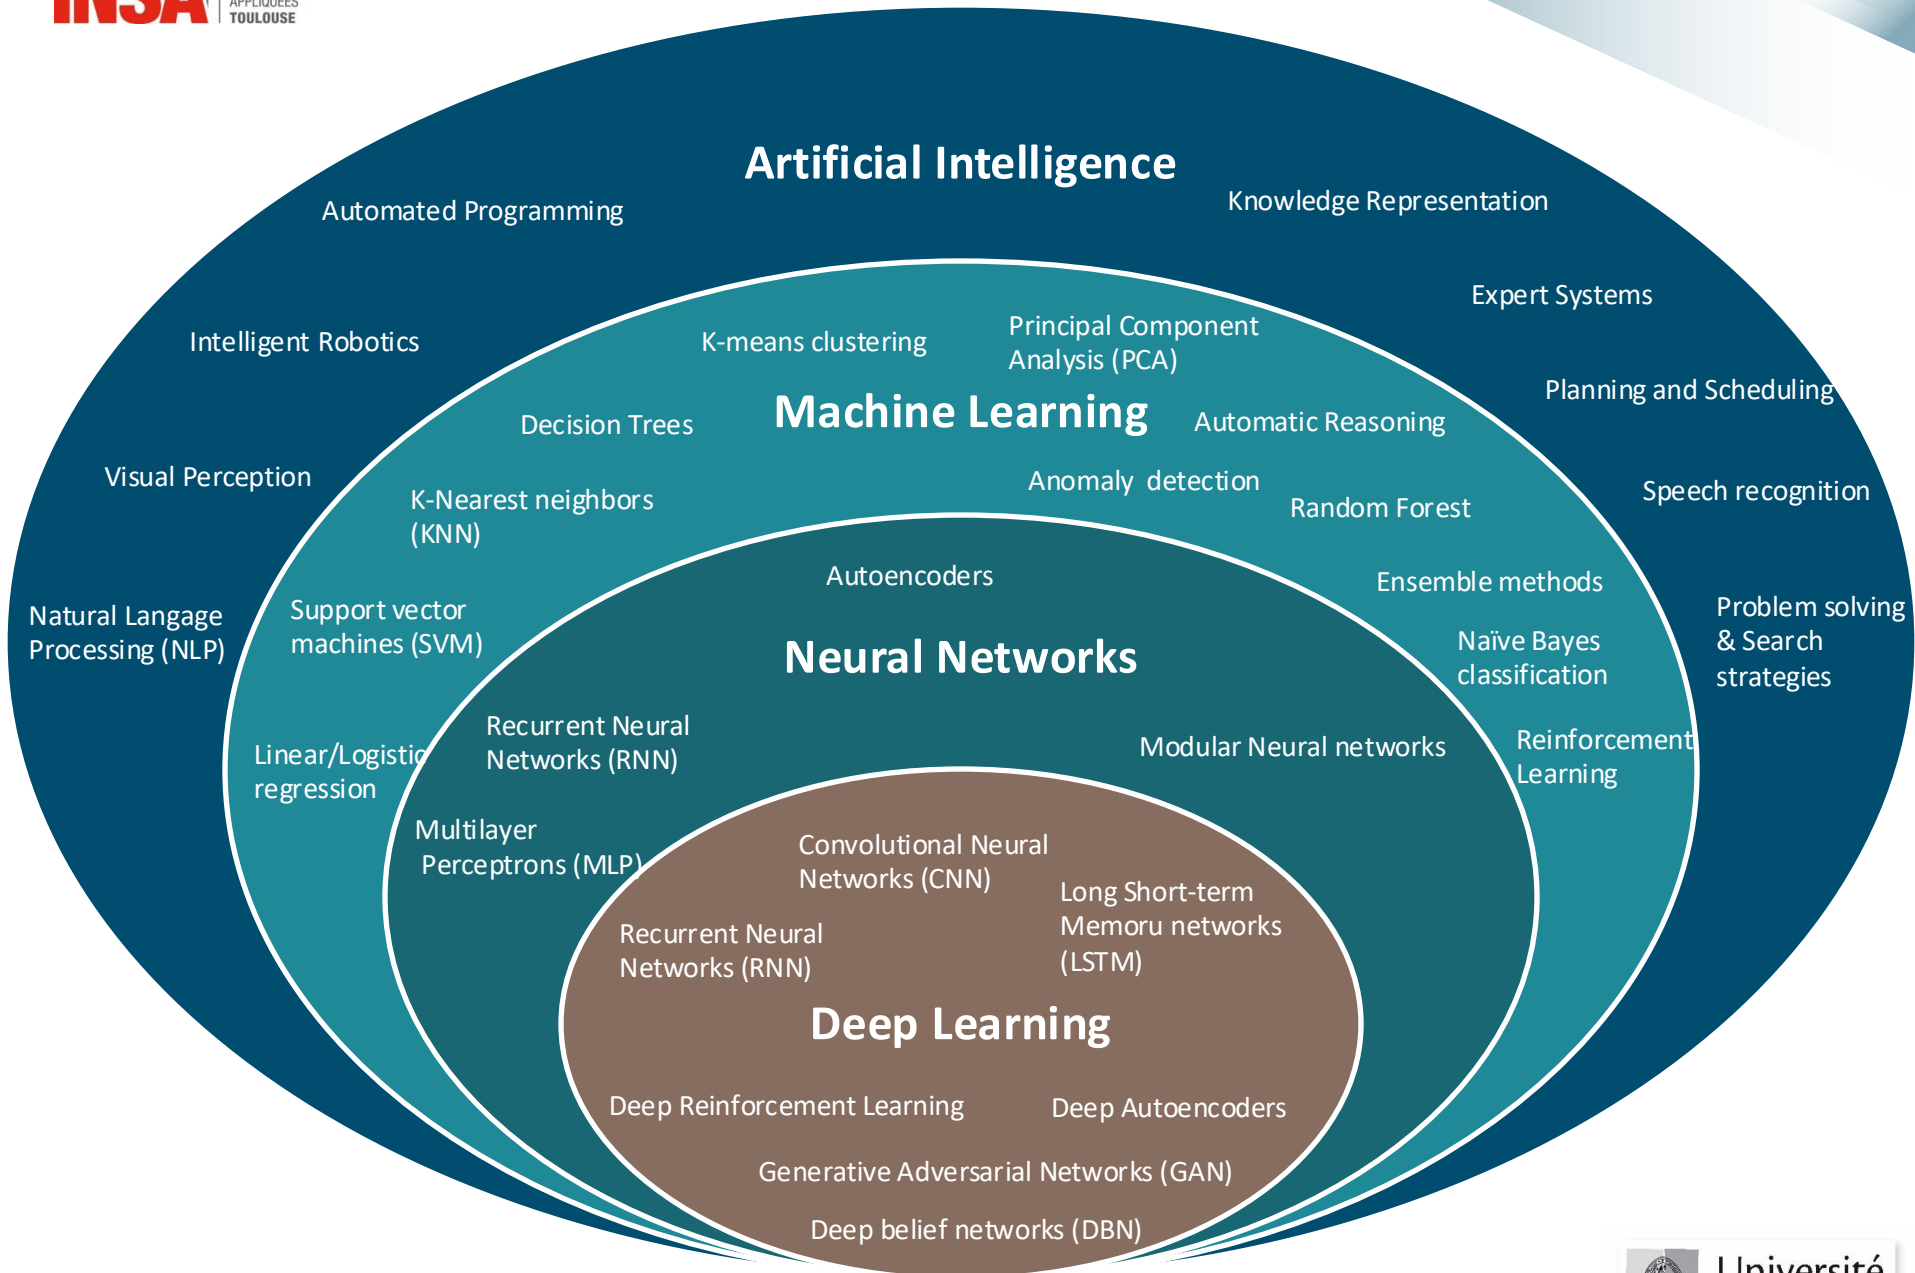 INSA
APPLIQUÉES
TOULOUSE
Artificial Intelligence
Automated Programming
Knowledge Representation
Expert Systems
Intelligent Robotics
K-means clustering
Principal Component
Analysis (PCA)
Planning and Scheduling
Decision Trees
Machine Learning
Automatic Reasoning
Visual Perception
K-Nearest neighbors
(KNN)
Anomaly detection
Random Forest
Speech recognition
Autoencoders
Ensemble methods
Natural Langage
Processing (NLP)
Support vector
machines (SVM)
Problem solving
& Search
strategies
Neural Networks
Naïve Bayes
classification
Recurrent Neural
Networks (RNN)
Modular Neural networks
Reinforcement
Learning
Linear/Logistic
regression
Multilayer
Perceptrons (MLP)
Convolutional Neural
Networks (CNN)
Long Short-term
Memoru networks
(LSTM)
Recurrent Neural
Networks (RNN)
Deep Learning
Deep Reinforcement Learning
Deep Autoencoders
Generative Adversarial Networks (GAN)
Deep belief networks (DBN)
Université